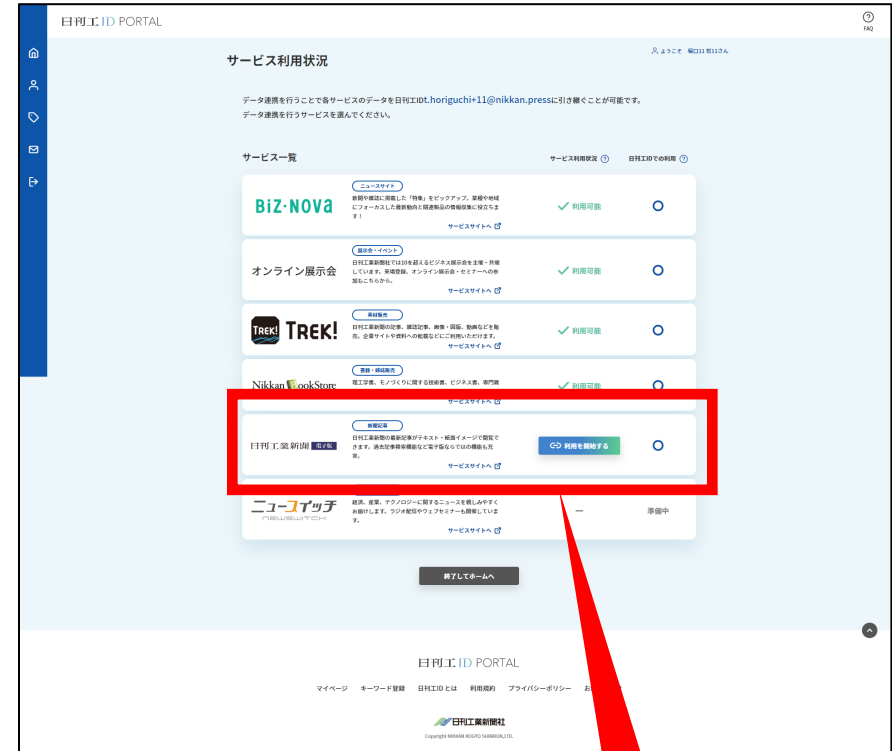 日刊工 ID PORTAL
?
FAQ
サービス利用状況
ようこそ 堀口11 哲11さん
データ連携を行うことで各サービスのデータを日刊工IDt.horiguchi+11@nikkan.pressに引き継ぐことが可能です。
データ連携を行うサービスを選んでください。
サービス一覧
サービス利用状況 ?
日刊工IDでの利用 ?
BiZ·NOVa
ニュースサイト
新聞や雑誌に掲載した「特集」をピックアップ。業種や地域
にフォーカスした最新動向と関連製品の情報収集に役立ちま
す!
サービスサイトへ
利用可能
オンライン展示会
展示会・イベント
日刊工業新聞社では10を超えるビジネス展示会を主催・共催
しています。来場登録、オンライン展示会・セミナーへの参
加もこちらから。
サービスサイトへ
利用可能
TREK! TREK!
素材販売
日刊工業新聞の記事、雑誌記事、画像・図版、動画などを販
売。企業サイトや資料への転載などにご利用いただけます。
サービスサイトへ
利用可能
Nikkan BookStore
書籍・雑誌販売
理工学書、モノづくりに関する技術書、ビジネス書、専門雑
サービスサイトへ
利用可能
日刊工業新聞 電子版
新聞記事
日刊工業新聞の最新記事がテキスト・紙面イメージで閲覧で
きます。過去記事検索機能など電子版ならではの機能も充
実。
サービスサイトへ
利用を開始する
ニュースイッチ
newswitch
経済、産業、テクノロジーに関するニュースを親しみやすく
お届けします。ラジオ配信やウェブセミナーも開催していま
す。
サービスサイトへ
—
準備中
終了してホームへ
日刊工 ID PORTAL
マイページ キーワード登録 日刊工IDとは 利用規約 プライバシーポリシー お
日刊工業新聞社
Copyright NIKKAN KOGYO SHIMBUN,LTD.